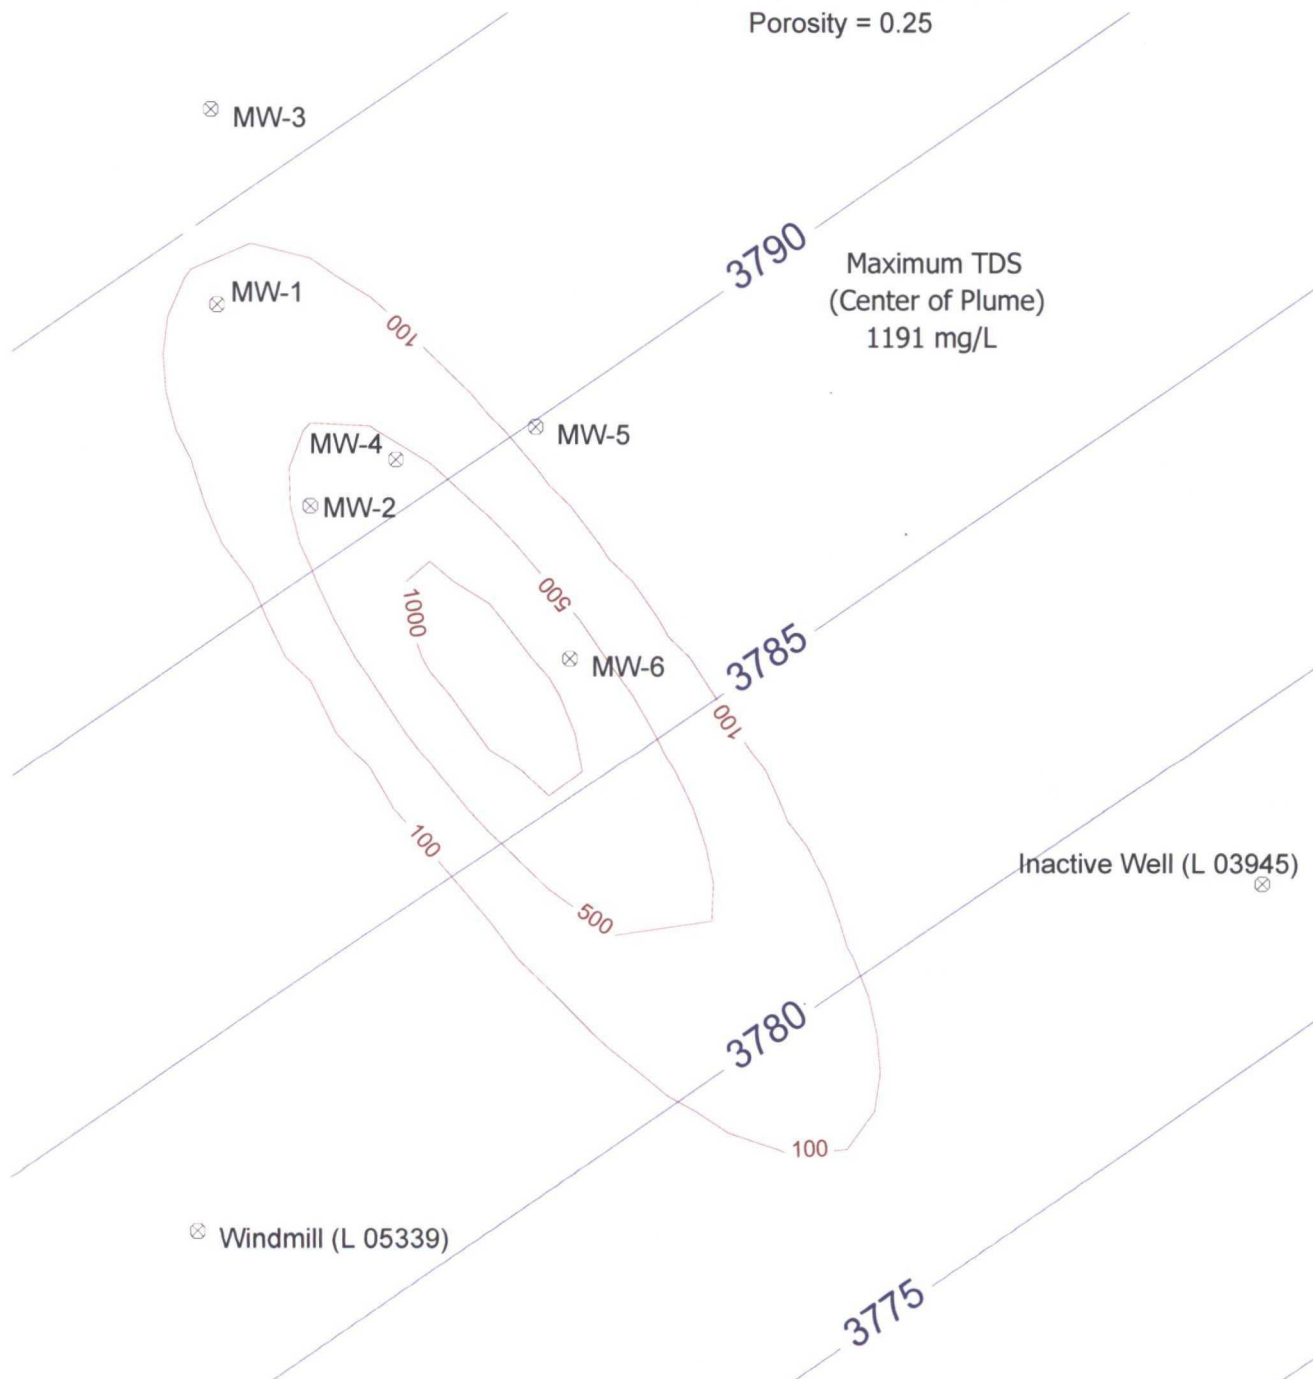 Porosity = 0.25
MW-3
3790
Maximum TDS
(Center of Plume)
1191 mg/L
MW-1
100
MW-5
MW-4
MW-2
500
1000
MW-6
3785
100
100
Inactive Well (L 03945)
500
3780
100
Windmill (L 05339)
3775